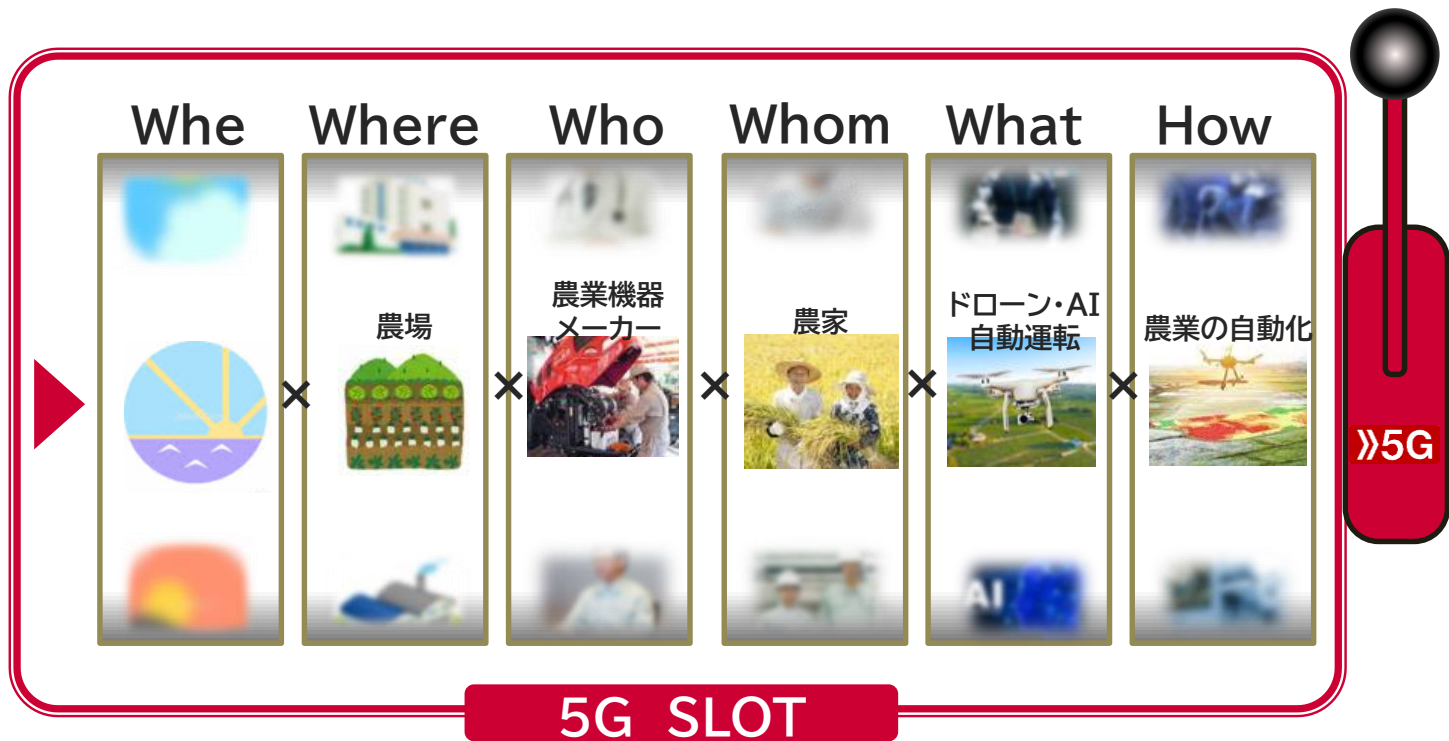 Whe Where Who Whom What How
農場
農業機器
メーカー
農家
ドローン・AI
自動運転
農業の自動化
× × × × ×
AI
》5G
5G SLOT